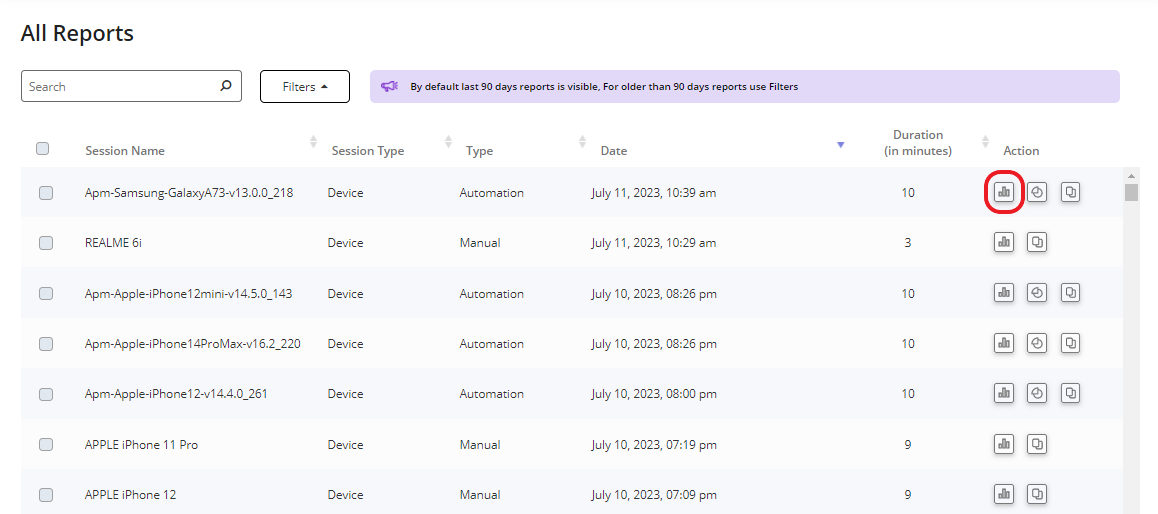 All Reports
Search
Filters
By default last 90 days reports is visible, For older than 90 days reports use Filters
Session Name Session Type Type Date Duration (in minutes) Action
Apm-Samsung-GalaxyA73-v13.0.0_218 Device Automation July 11, 2023, 10:39 am 10
REALME 6i Device Manual July 11, 2023, 10:29 am 3
Apm-Apple-iPhone12mini-v14.5.0_143 Device Automation July 10, 2023, 08:26 pm 10
Apm-Apple-iPhone14ProMax-v16.2_220 Device Automation July 10, 2023, 08:26 pm 10
Apm-Apple-iPhone12-v14.4.0_261 Device Automation July 10, 2023, 08:00 pm 10
APPLE iPhone 11 Pro Device Manual July 10, 2023, 07:19 pm 9
APPLE iPhone 12 Device Manual July 10, 2023, 07:09 pm 9